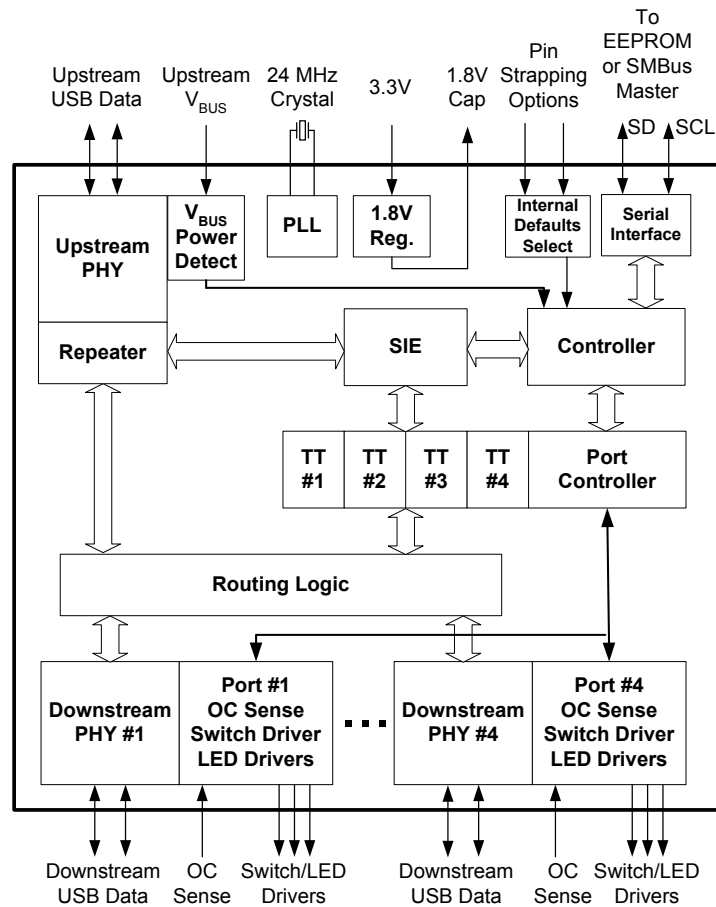 Upstream
USB Data
Upstream
VBUS
24 MHz
Crystal
3.3V
1.8V
Cap
Pin
Strapping
Options
To
EEPROM
or SMBus
Master
SD
SCL
Upstream
PHY
VBUS
Power
Detect
PLL
1.8V
Reg.
Internal
Defaults
Select
Serial
Interface
Repeater
SIE
Controller
TT
#1
TT
#2
TT
#3
TT
#4
Port
Controller
Routing Logic
Downstream
PHY #1
Port #1
OC Sense
Switch Driver
LED Drivers
Downstream
PHY #4
Port #4
OC Sense
Switch Driver
LED Drivers
Downstream
USB Data
OC
Sense
Switch/LED
Drivers
Downstream
USB Data
OC
Sense
Switch/LED
Drivers